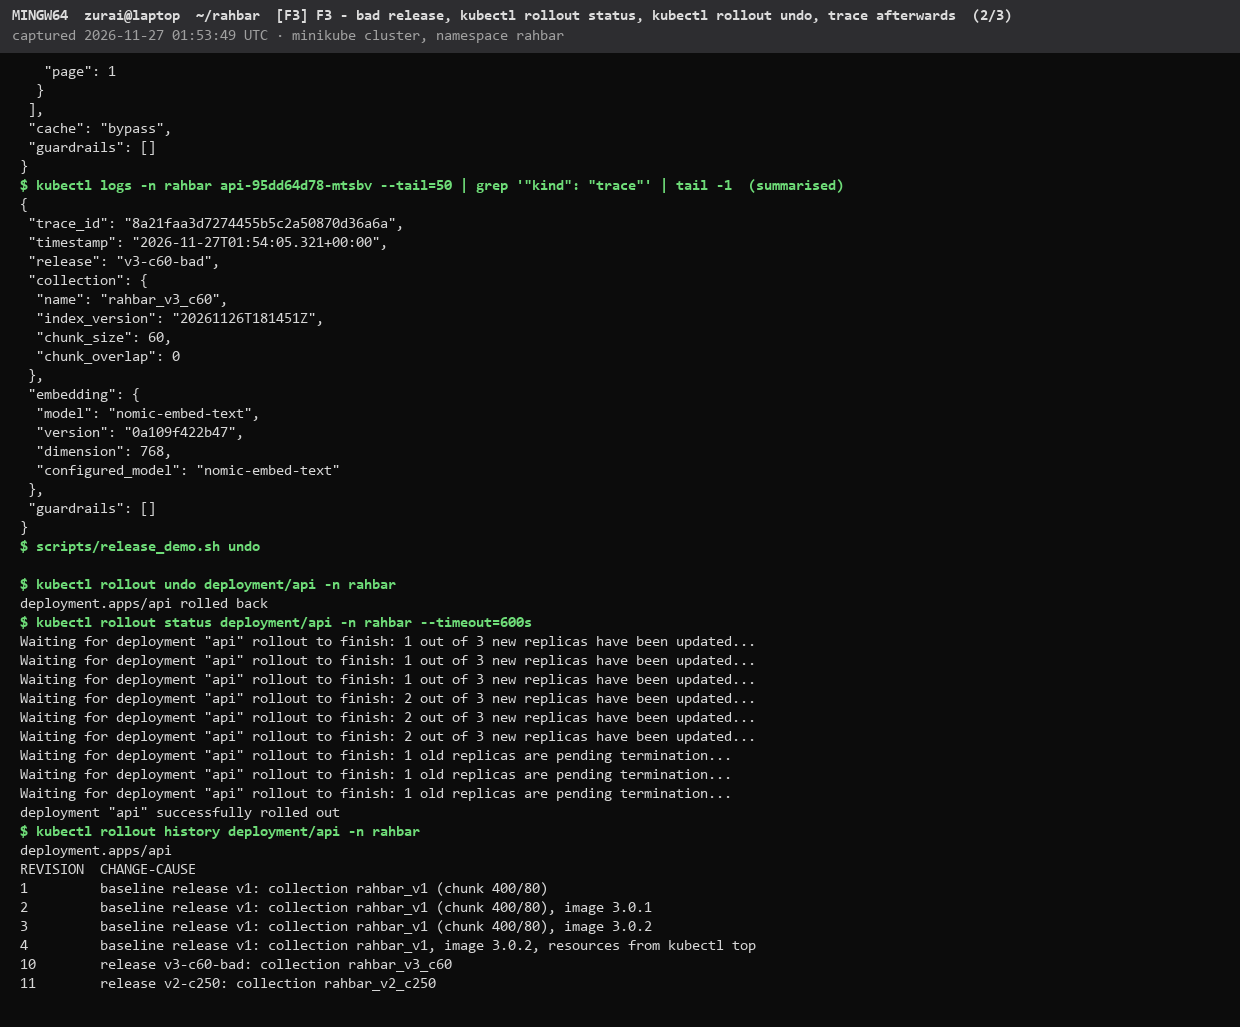 MINGW64  zurai@laptop  ~/rahbar  [F3] F3 - bad release, kubectl rollout status, kubectl rollout undo, trace afterwards  (2/3)
captured 2026-11-27 01:53:49 UTC · minikube cluster, namespace rahbar
   "page": 1
  }
 ],
 "cache": "bypass",
 "guardrails": []
}
$ kubectl logs -n rahbar api-95dd64d78-mtsbv --tail=50 | grep '"kind": "trace"' | tail -1  (summarised)
{
 "trace_id": "8a21faa3d7274455b5c2a50870d36a6a",
 "timestamp": "2026-11-27T01:54:05.321+00:00",
 "release": "v3-c60-bad",
 "collection": {
  "name": "rahbar_v3_c60",
  "index_version": "20261126T181451Z",
  "chunk_size": 60,
  "chunk_overlap": 0
 },
 "embedding": {
  "model": "nomic-embed-text",
  "version": "0a109f422b47",
  "dimension": 768,
  "configured_model": "nomic-embed-text"
 },
 "guardrails": []
}
$ scripts/release_demo.sh undo
$ kubectl rollout undo deployment/api -n rahbar
deployment.apps/api rolled back
$ kubectl rollout status deployment/api -n rahbar --timeout=600s
Waiting for deployment "api" rollout to finish: 1 out of 3 new replicas have been updated...
Waiting for deployment "api" rollout to finish: 1 out of 3 new replicas have been updated...
Waiting for deployment "api" rollout to finish: 1 out of 3 new replicas have been updated...
Waiting for deployment "api" rollout to finish: 2 out of 3 new replicas have been updated...
Waiting for deployment "api" rollout to finish: 2 out of 3 new replicas have been updated...
Waiting for deployment "api" rollout to finish: 2 out of 3 new replicas have been updated...
Waiting for deployment "api" rollout to finish: 1 old replicas are pending termination...
Waiting for deployment "api" rollout to finish: 1 old replicas are pending termination...
Waiting for deployment "api" rollout to finish: 1 old replicas are pending termination...
deployment "api" successfully rolled out
$ kubectl rollout history deployment/api -n rahbar
deployment.apps/api
REVISION  CHANGE-CAUSE
1         baseline release v1: collection rahbar_v1 (chunk 400/80)
2         baseline release v1: collection rahbar_v1 (chunk 400/80), image 3.0.1
3         baseline release v1: collection rahbar_v1 (chunk 400/80), image 3.0.2
4         baseline release v1: collection rahbar_v1, image 3.0.2, resources from kubectl top
10        release v3-c60-bad: collection rahbar_v3_c60
11        release v2-c250: collection rahbar_v2_c250